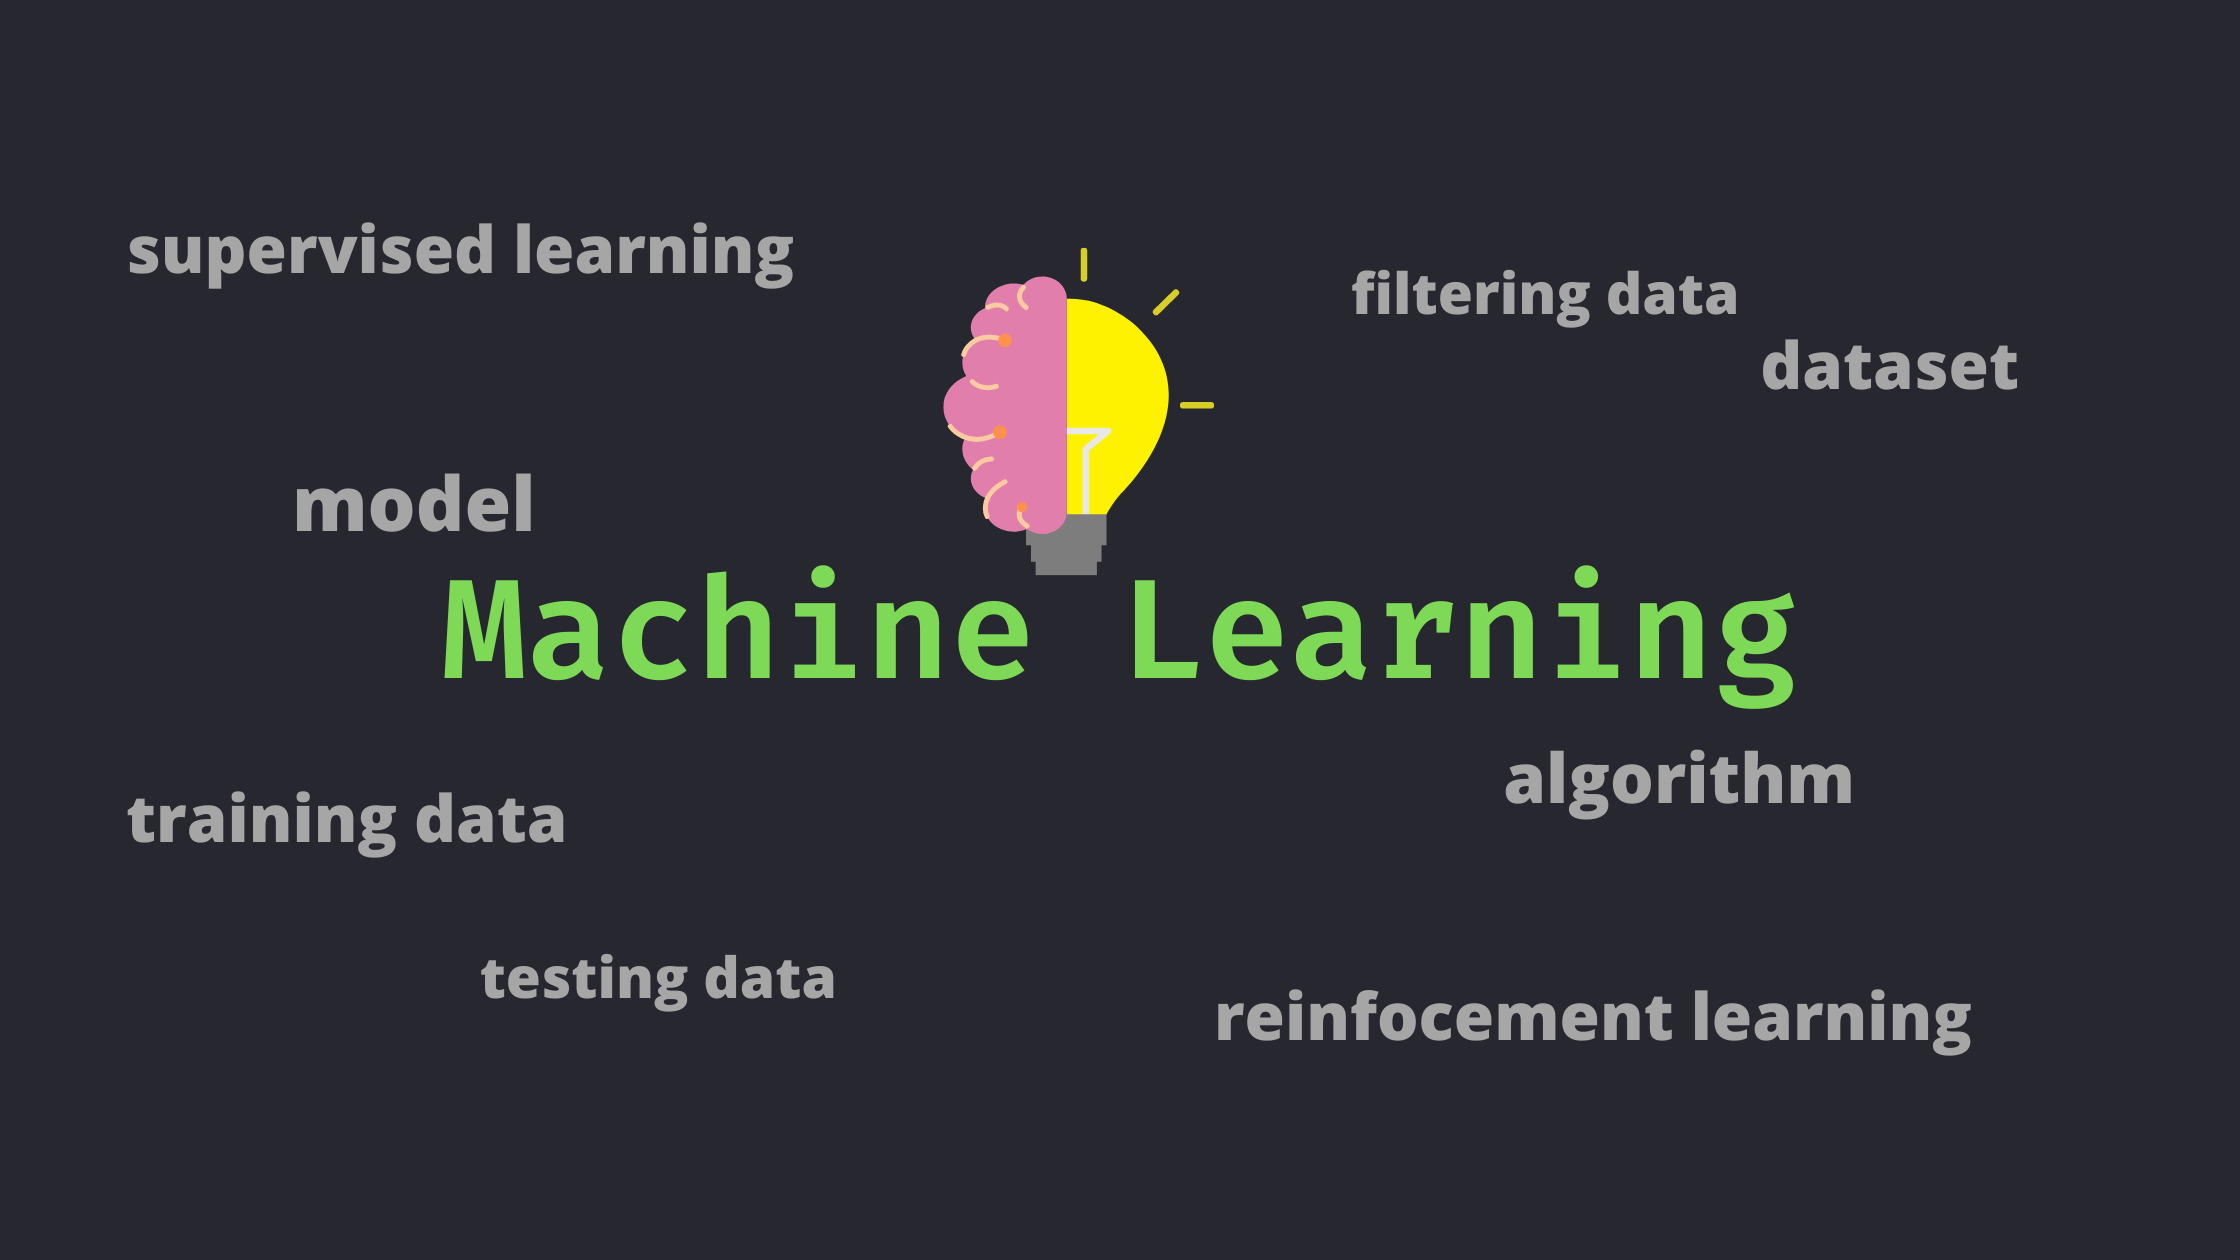 supervised learning
filtering data
dataset
model
Machine Learning
algorithm
training data
testing data
reinfocement learning